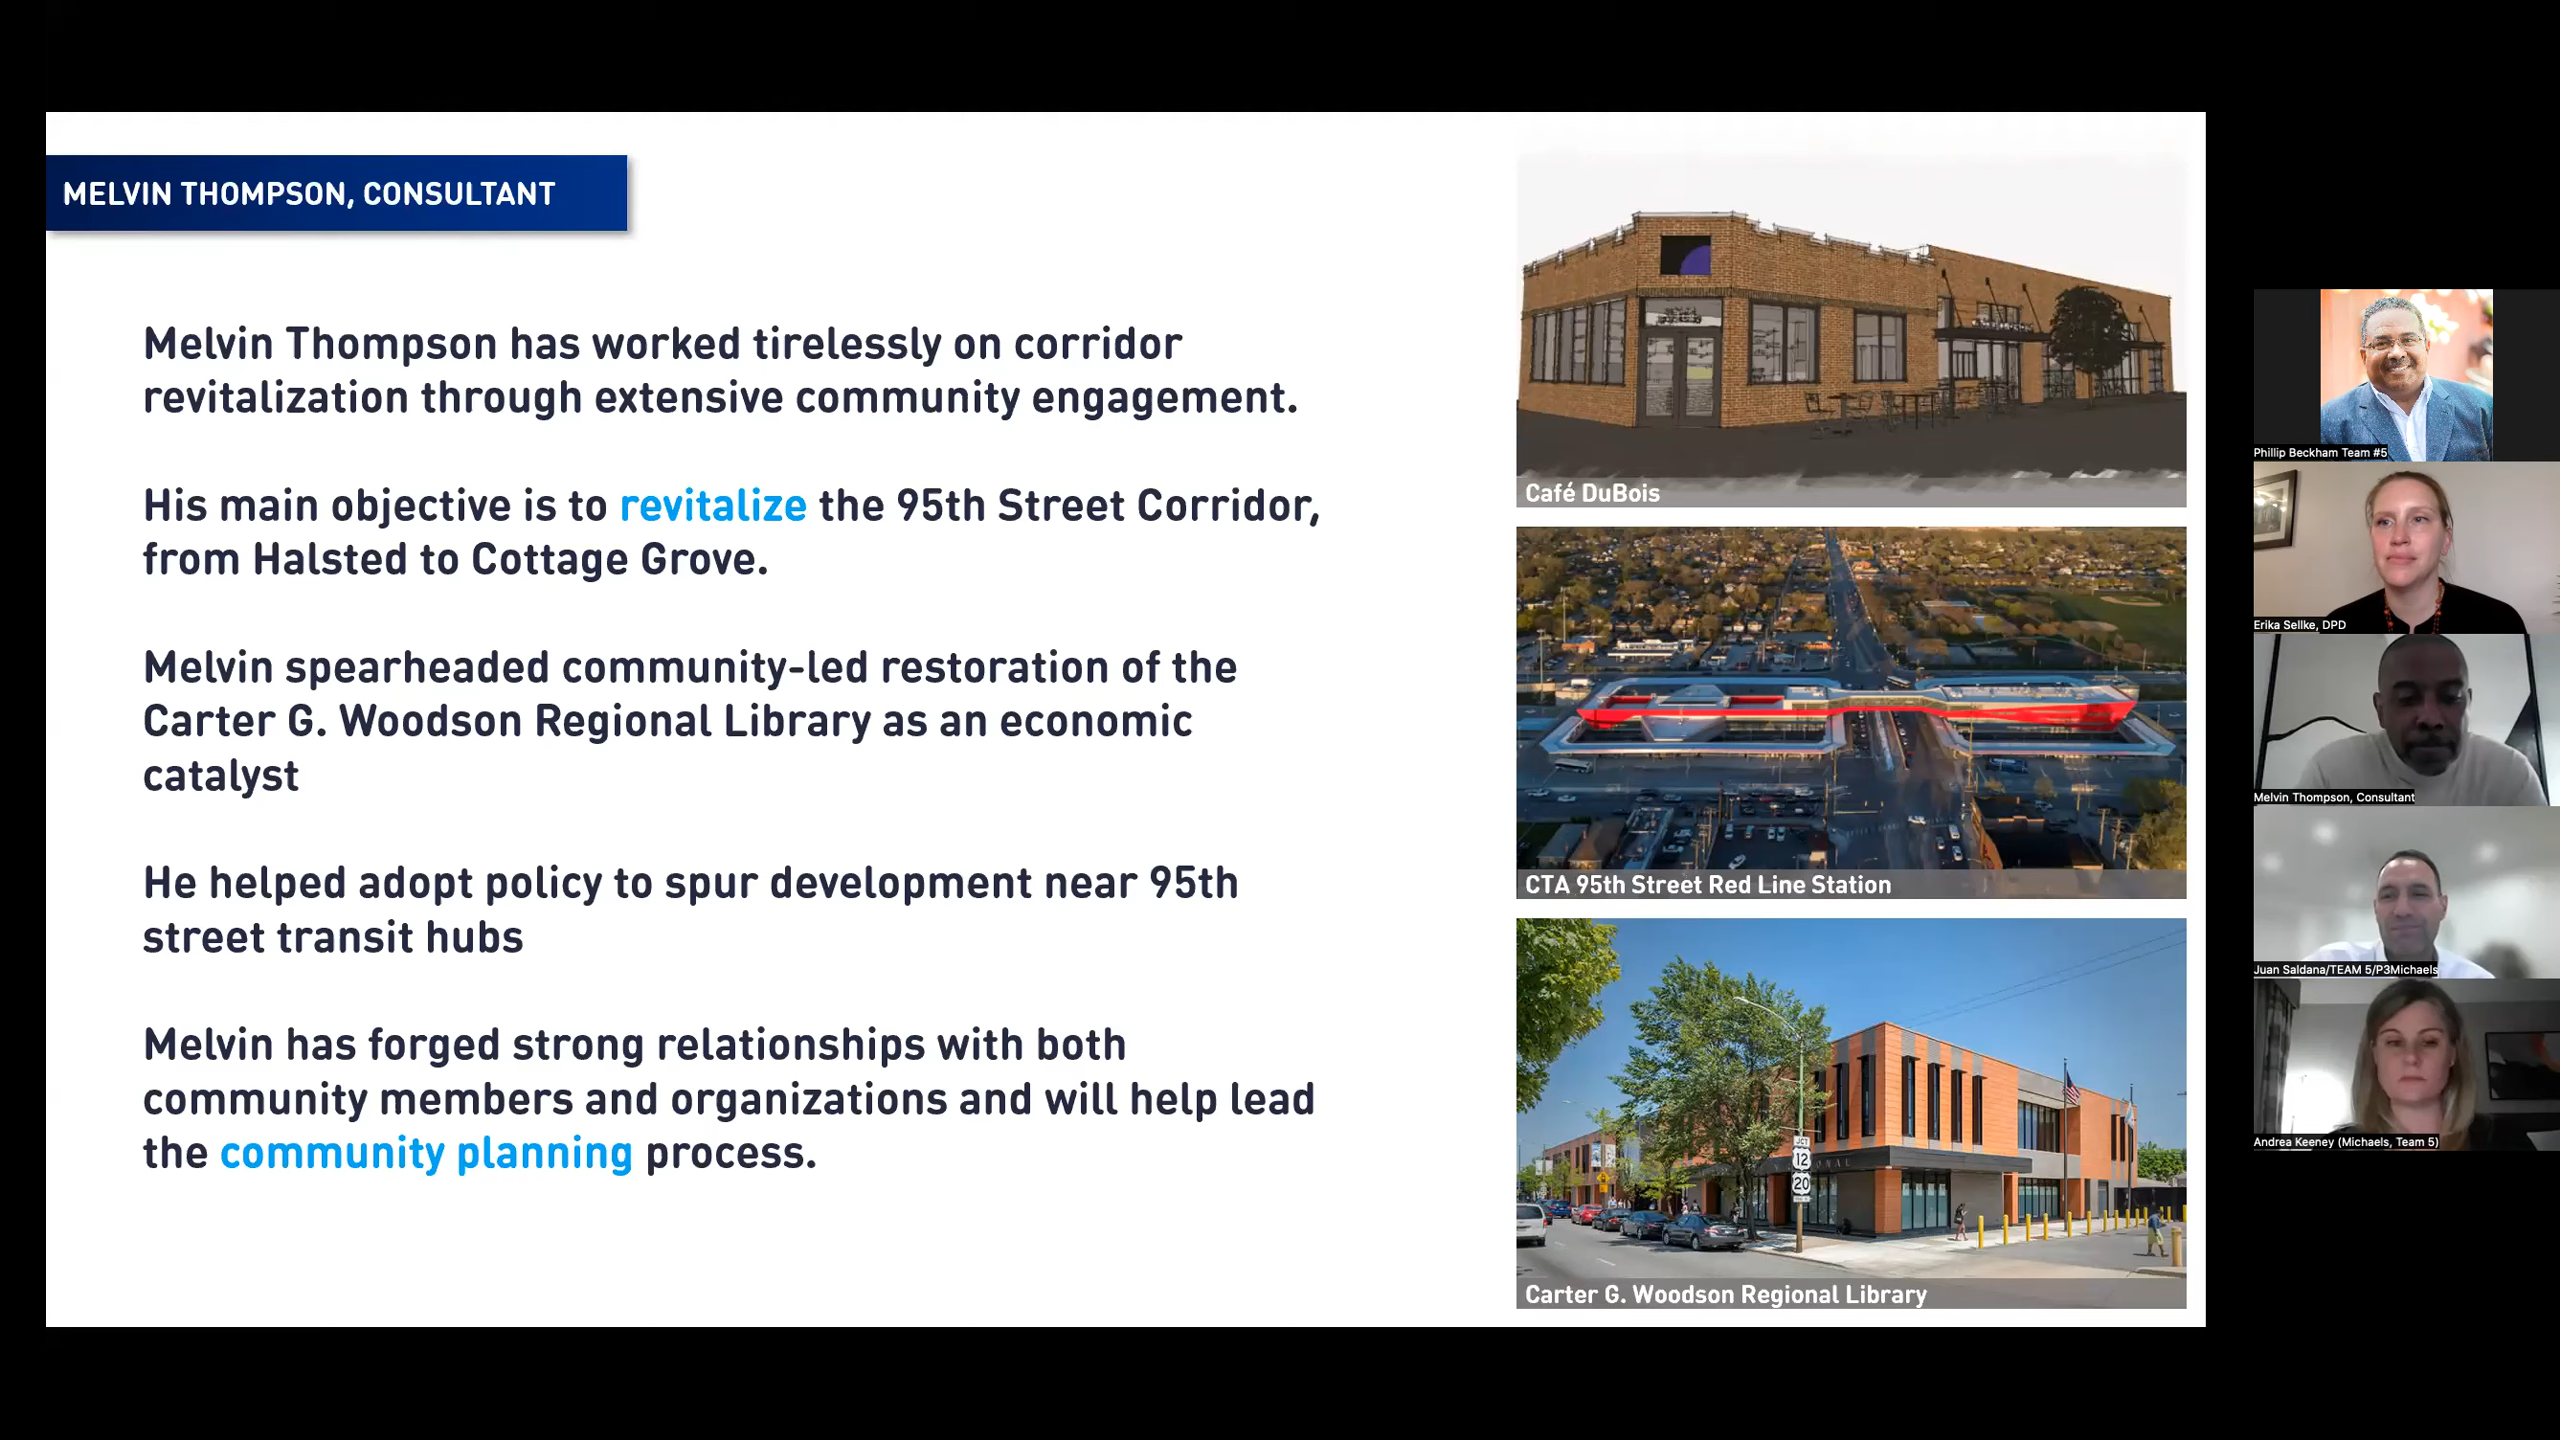 MELVIN THOMPSON, CONSULTANT
Melvin Thompson has worked tirelessly on corridor
revitalization through extensive community engagement.
His main objective is to revitalize the 95th Street Corridor,
from Halsted to Cottage Grove.
Melvin spearheaded community-led restoration of the
Carter G. Woodson Regional Library as an economic
catalyst
He helped adopt policy to spur development near 95th
street transit hubs
Melvin has forged strong relationships with both
community members and organizations and will help lead
the community planning process.
Café DuBois
CTA 95th Street Red Line Station
JCT
12
20
Carter G. Woodson Regional Library
Phillip Beckham Team #5
Erika Sellke, DPD
Melvin Thompson, Consultant
Juan Saldana/TEAM 5/P3Michaels
Andrea Keeney (Michaels, Team 5)